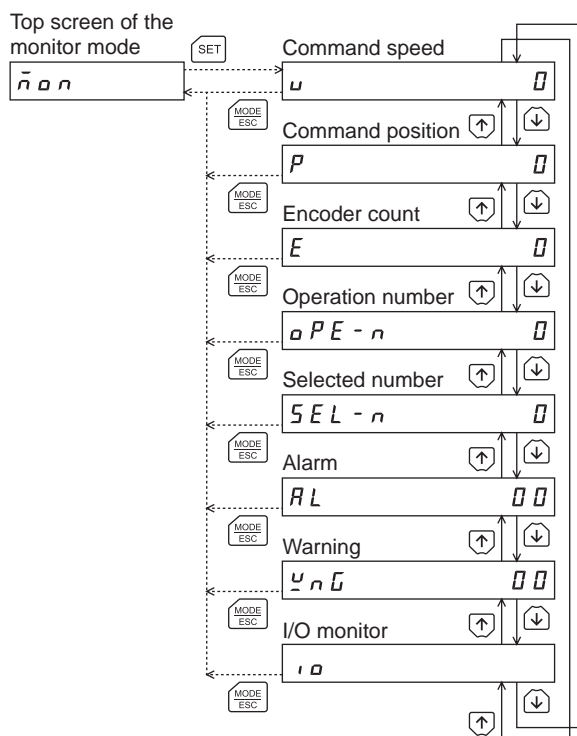 Top screen of the
monitor mode
SET
Command speed
ñon
u 0
MODE
ESC
Command position
P 0
MODE
ESC
Encoder count
E 0
MODE
ESC
Operation number
oPE-n 0
MODE
ESC
Selected number
SEL-n 0
MODE
ESC
Alarm
AL 00
MODE
ESC
Warning
WnG 00
MODE
ESC
I/O monitor
io
MODE
ESC